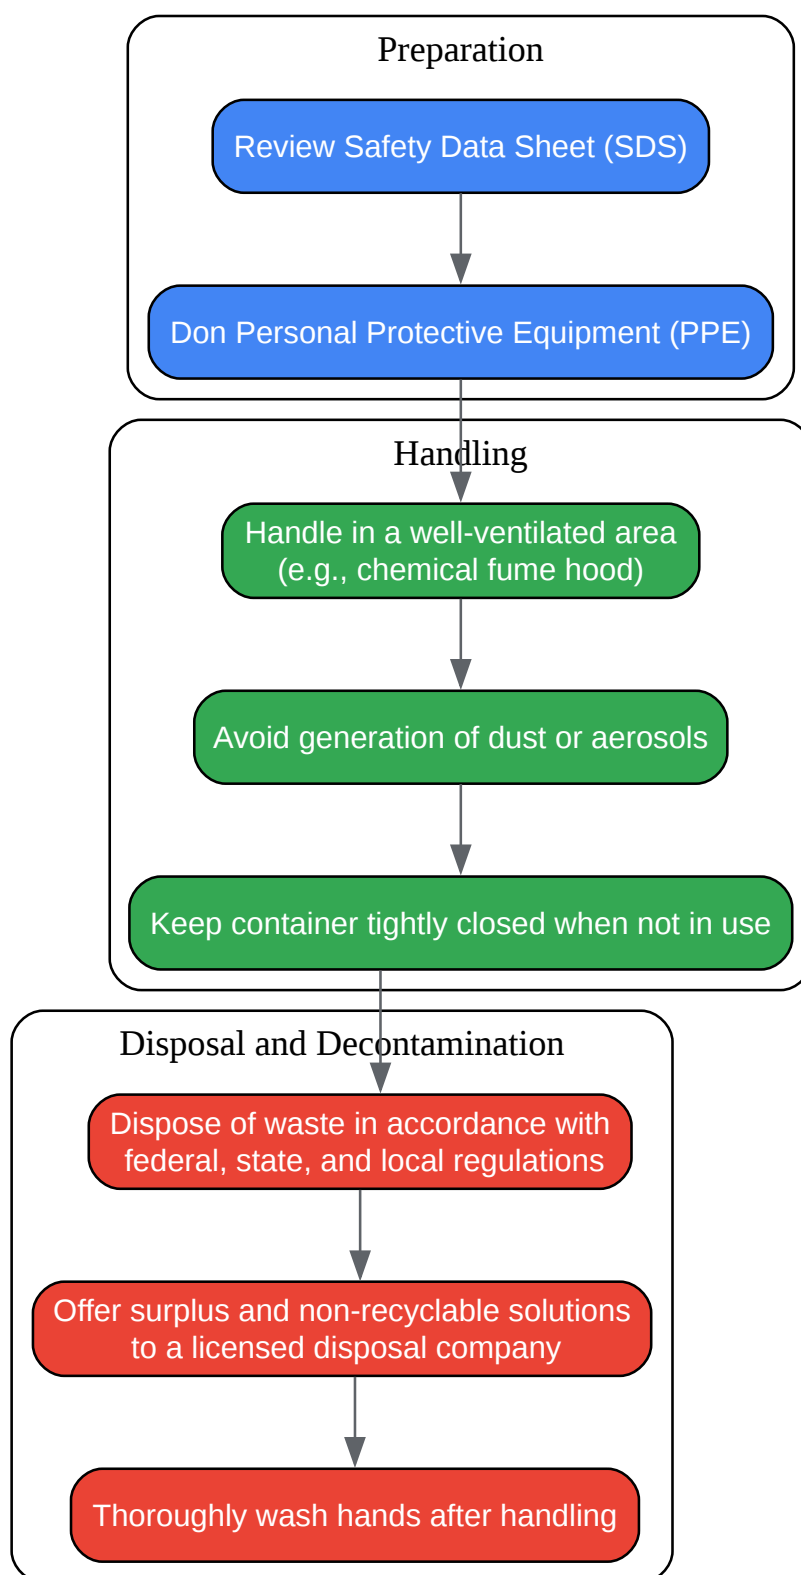 Preparation
Review Safety Data Sheet (SDS)
Don Personal Protective Equipment (PPE)
Handling
Handle in a well-ventilated area
(e.g., chemical fume hood)
Avoid generation of dust or aerosols
Keep container tightly closed when not in use
Disposal and Decontamination
Dispose of waste in accordance with
federal, state, and local regulations
Offer surplus and non-recyclable solutions
to a licensed disposal company
Thoroughly wash hands after handling